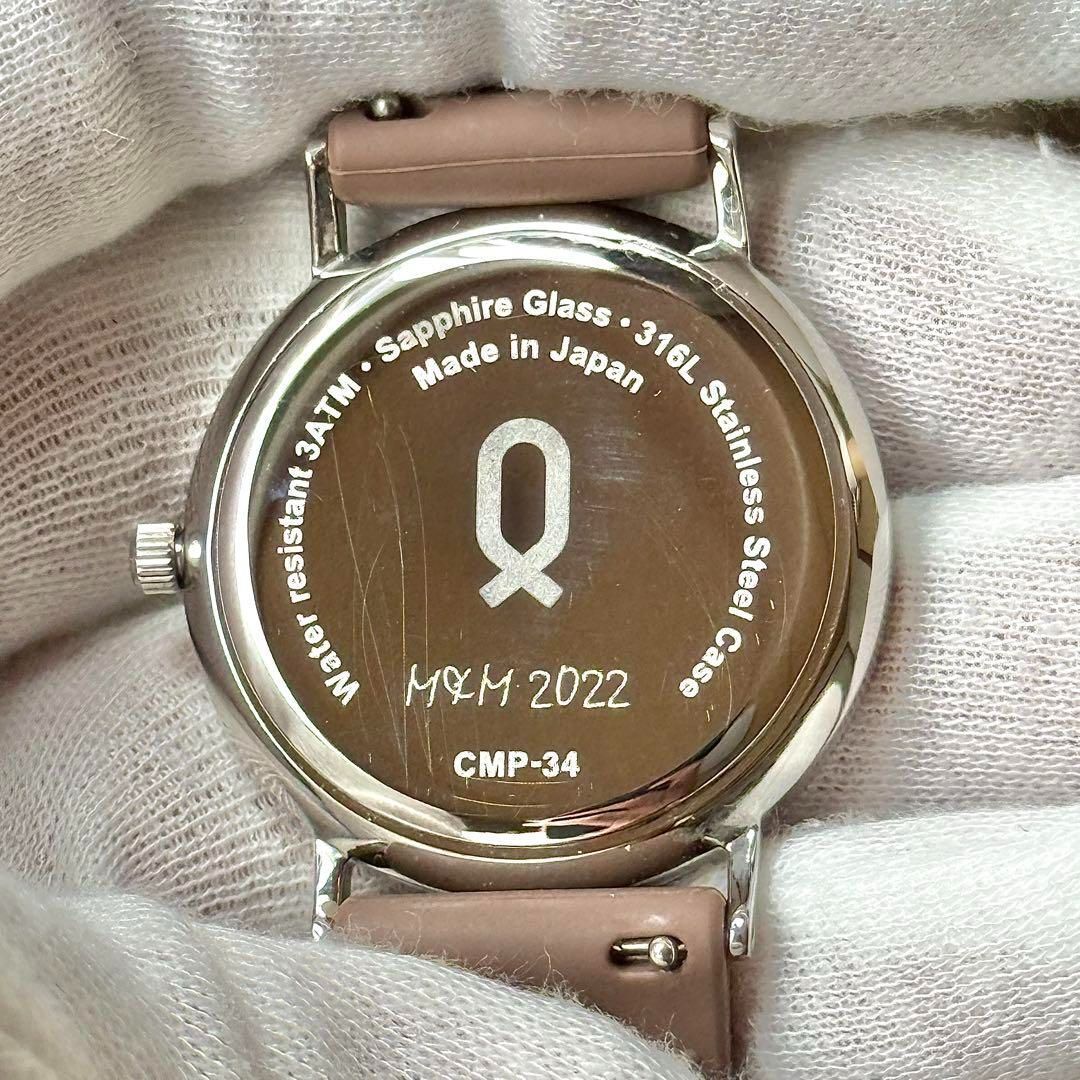 Water resistant 3ATM • Sapphire Glass • 316L Stainless Steel Case
Made in Japan
M&M 2022
CMP-34